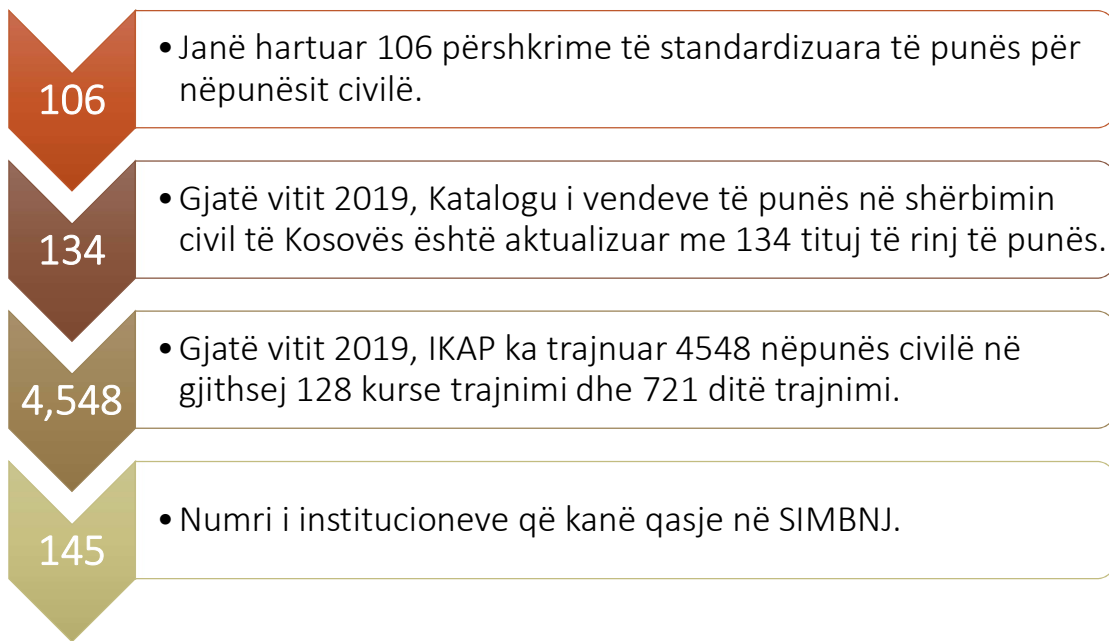 106
• Janë hartuar 106 përshkrime të standardizuara të punës për
nëpunësit civilë.
134
• Gjatë vitit 2019, Katalogu i vendeve të punës në shërbimin
civil të Kosovës është aktualizuar me 134 tituj të rinj të punës.
4,548
• Gjatë vitit 2019, IKAP ka trajnuar 4548 nëpunës civilë në
gjithsej 128 kurse trajnimi dhe 721 ditë trajnimi.
145
• Numri i institucioneve që kanë qasje në SIMBNJ.